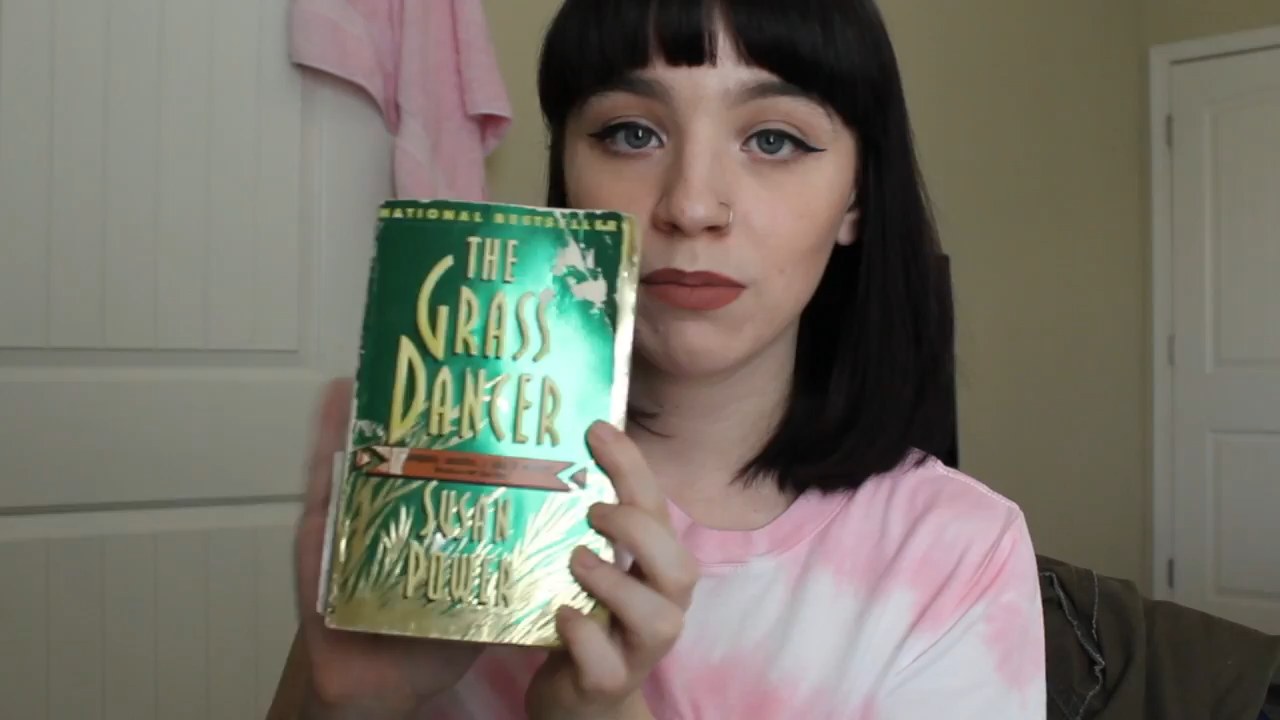 NATIONAL BESTSELLER
THE
GRASS
DANCER
SUSAN
POWER